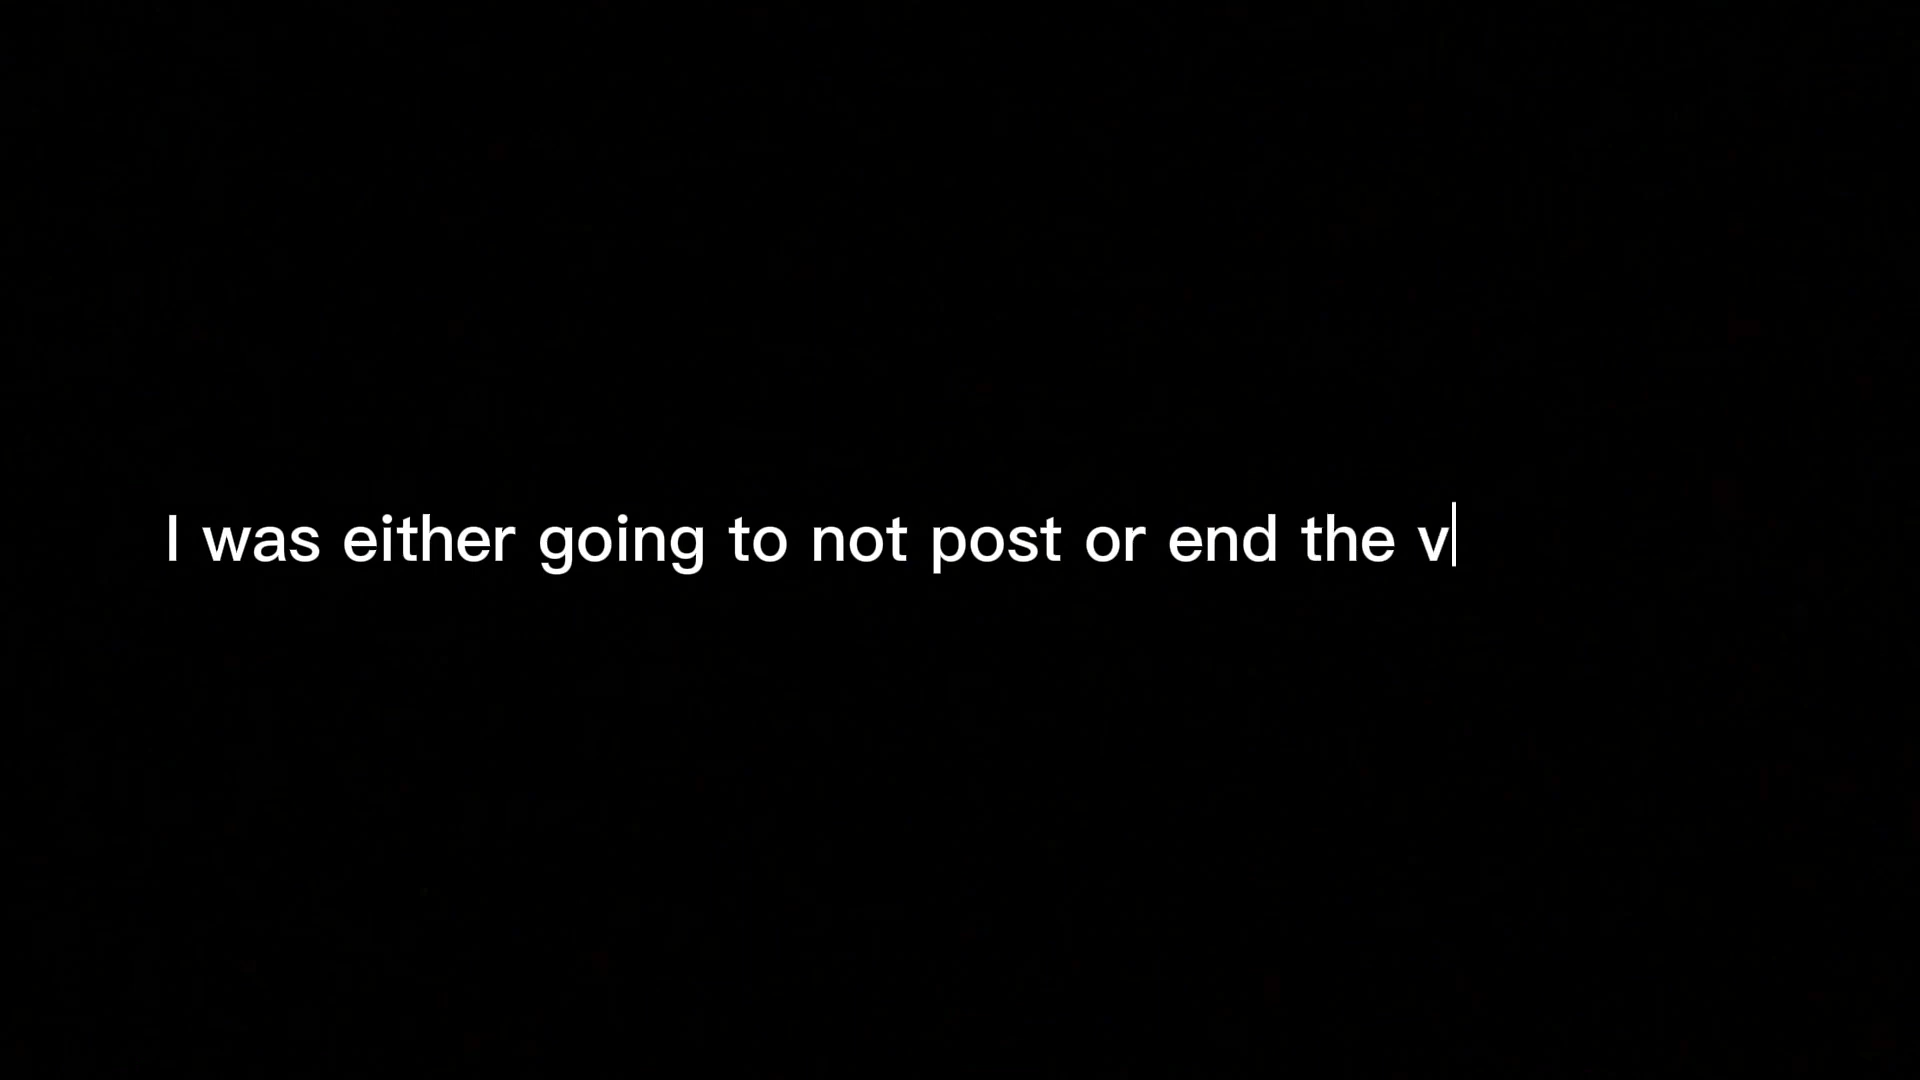 I was either going to not post or end the v